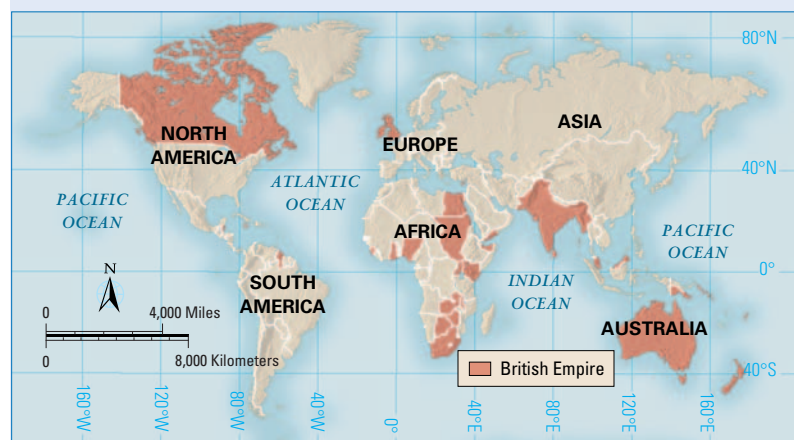 80°N
ASIA
NORTH
AMERICA
EUROPE
40°N
ATLANTIC
OCEAN
PACIFIC
OCEAN
AFRICA
PACIFIC
OCEAN
N
0°
SOUTH
AMERICA
INDIAN
OCEAN
0 4,000 Miles
0 8,000 Kilometers
AUSTRALIA
British Empire
40°S
160°W
120°W
80°W
40°W
0°
40°E
80°E
120°E
160°E